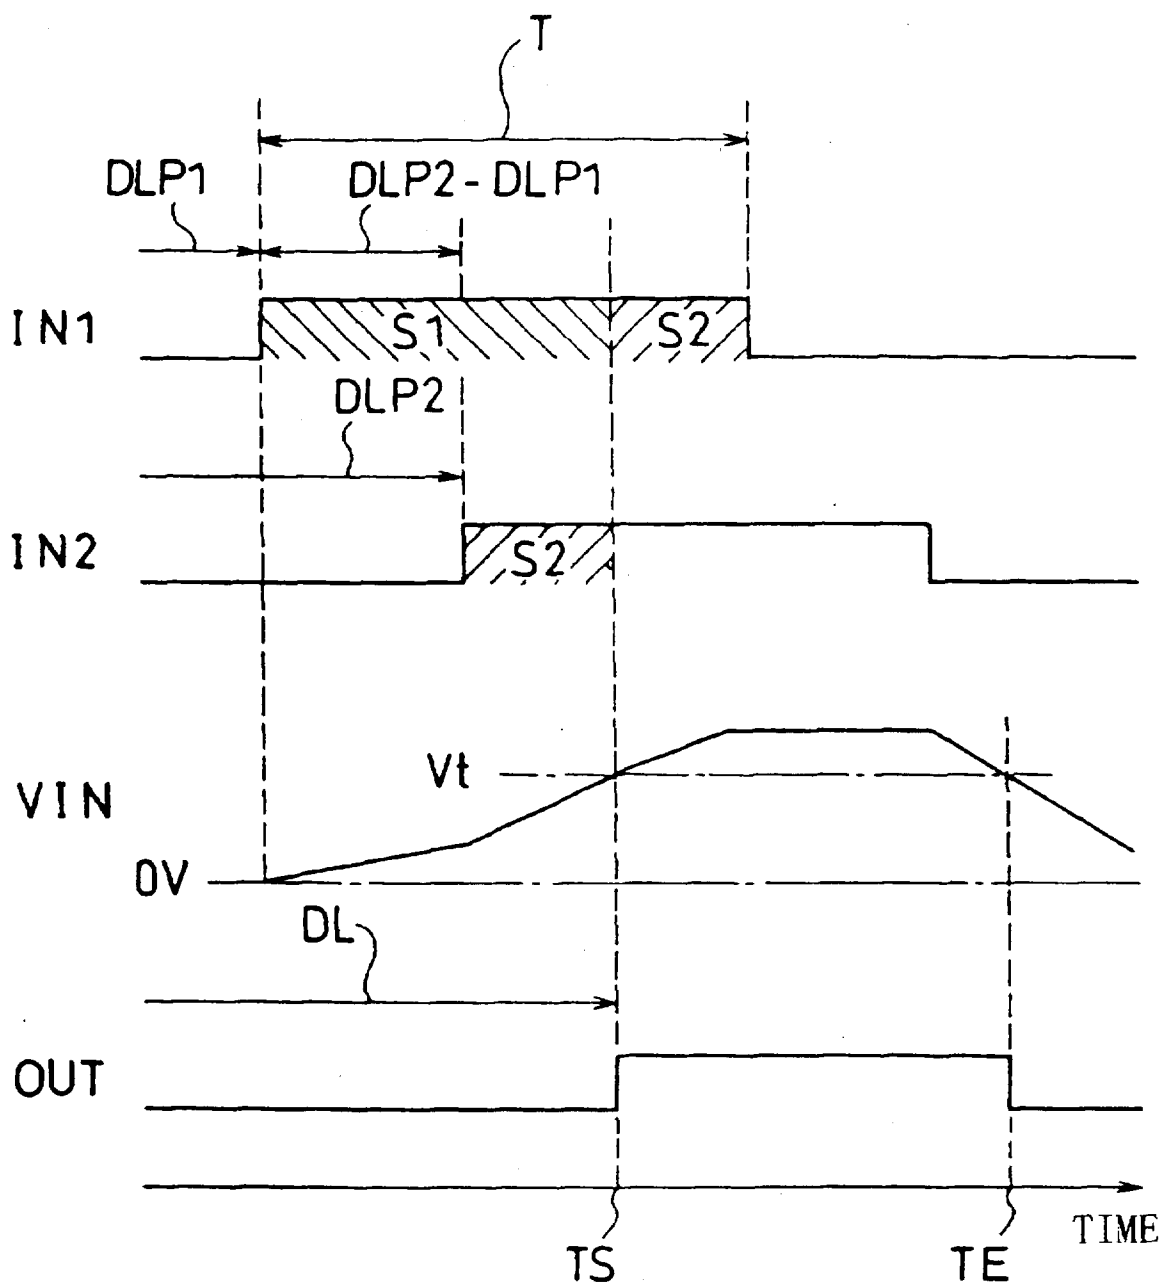 T
DLP1
DLP2 - DLP1
IN1
S1
S2
DLP2
IN2
S2
Vt
VIN
0V
DL
OUT
TIME
TS
TE